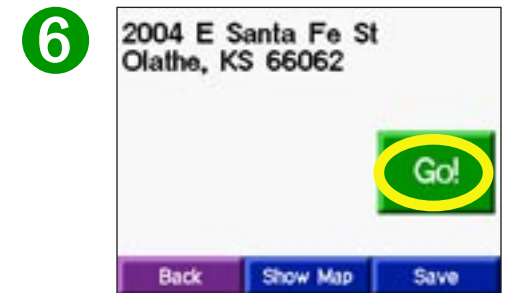 6
2004 E Santa Fe St
Olathe, KS 66062
Go!
Back Show Map Save